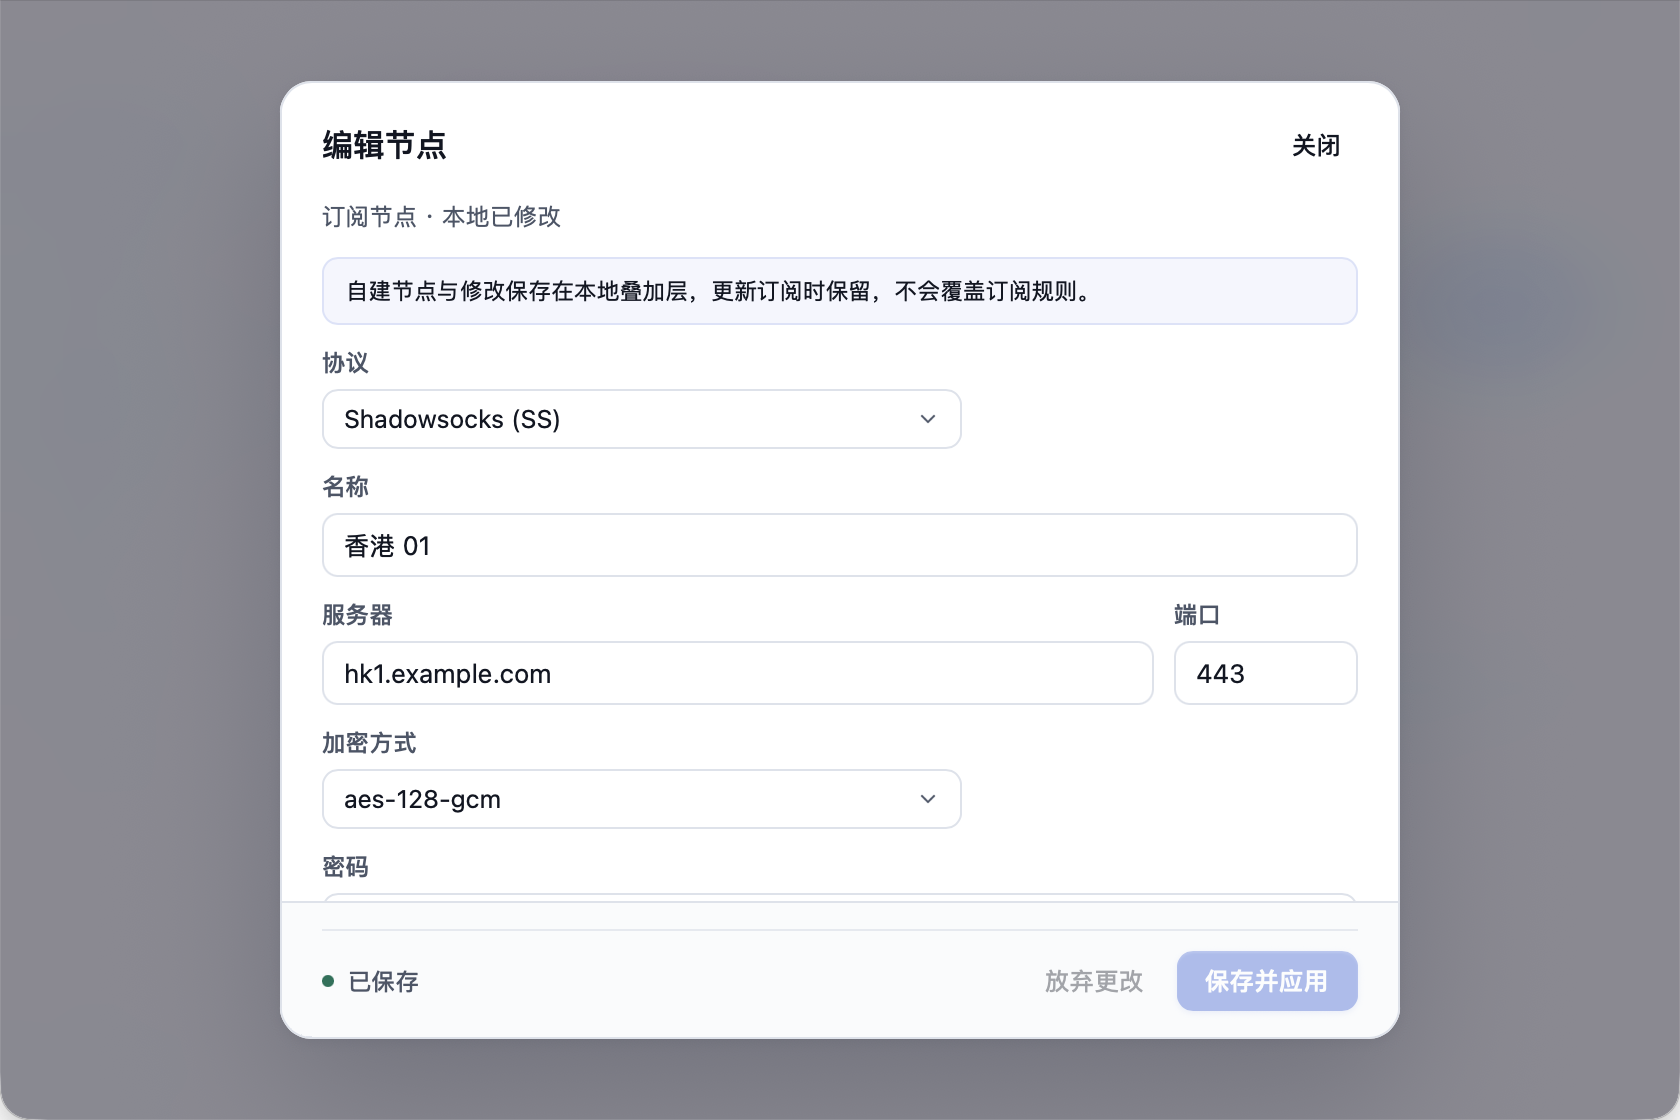 编辑节点
关闭
订阅节点 · 本地已修改
自建节点与修改保存在本地叠加层，更新订阅时保留，不会覆盖订阅规则。
协议
Shadowsocks (SS)
名称
香港 01
服务器
端口
hk1.example.com
443
加密方式
aes-128-gcm
密码
已保存
放弃更改
保存并应用